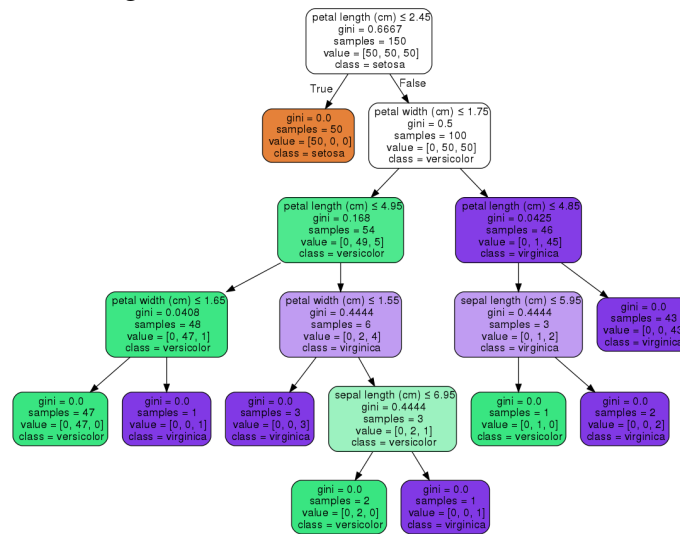 petal length (cm) ≤ 2.45
gini = 0.6667
samples = 150
value = [50, 50, 50]
class = setosa
True
False
gini = 0.0
samples = 50
value = [50, 0, 0]
class = setosa
petal width (cm) ≤ 1.75
gini = 0.5
samples = 100
value = [0, 50, 50]
class = versicolor
petal length (cm) ≤ 4.95
gini = 0.168
samples = 54
value = [0, 49, 5]
class = versicolor
petal length (cm) ≤ 4.85
gini = 0.0425
samples = 46
value = [0, 1, 45]
class = virginica
petal width (cm) ≤ 1.65
gini = 0.0408
samples = 48
value = [0, 47, 1]
class = versicolor
petal width (cm) ≤ 1.55
gini = 0.4444
samples = 6
value = [0, 2, 4]
class = virginica
sepal length (cm) ≤ 5.95
gini = 0.4444
samples = 3
value = [0, 1, 2]
class = virginica
gini = 0.0
samples = 43
value = [0, 0, 43
class = virginica
gini = 0.0
samples = 47
value = [0, 47, 0]
class = versicolor
gini = 0.0
samples = 1
value = [0, 0, 1]
class = virginica
gini = 0.0
samples = 3
value = [0, 0, 3]
class = virginica
sepal length (cm) ≤ 6.95
gini = 0.4444
samples = 3
value = [0, 2, 1]
class = versicolor
gini = 0.0
samples = 1
value = [0, 1, 0]
class = versicolor
gini = 0.0
samples = 2
value = [0, 0, 2]
class = virginica
gini = 0.0
samples = 2
value = [0, 2, 0]
class = versicolor
gini = 0.0
samples = 1
value = [0, 0, 1]
class = virginica